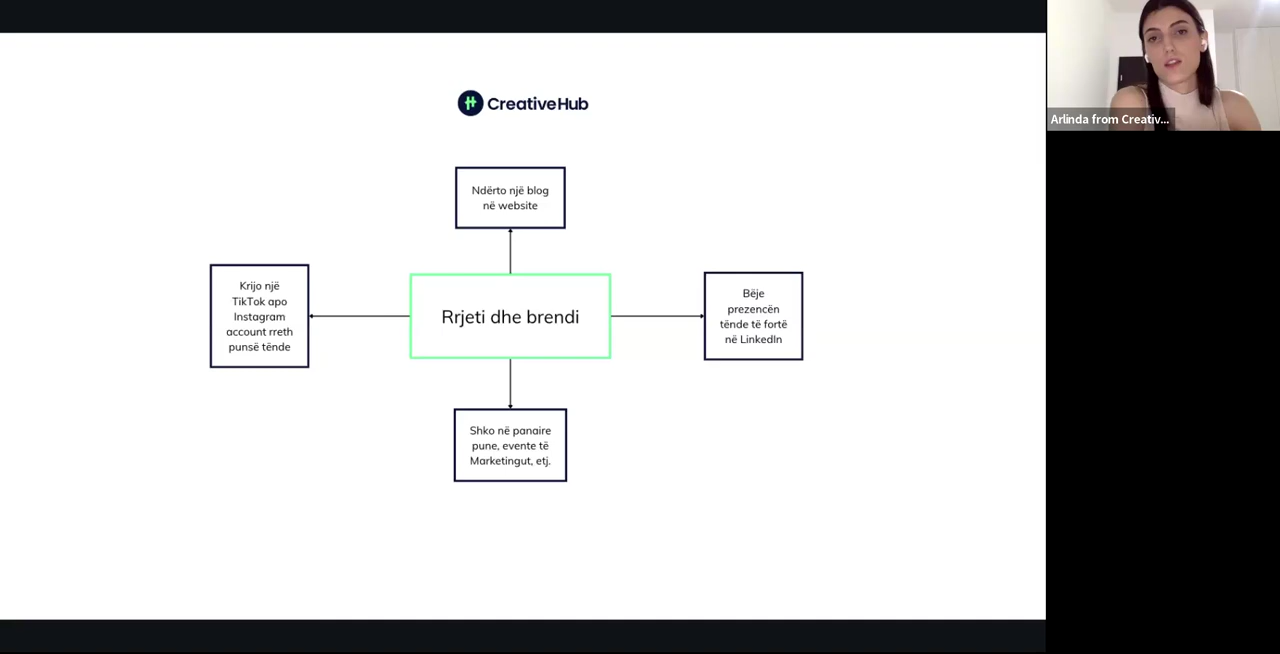 CreativeHub
Ndërto një blog
në website
Krijo një
TikTok apo
Instagram
account rreth
punsë tënde
Rrjeti dhe brendi
Bëje
prezencën
tënde të fortë
në LinkedIn
Shko në panaire
pune, evente të
Marketingut, etj.
Arlinda from Creativ...